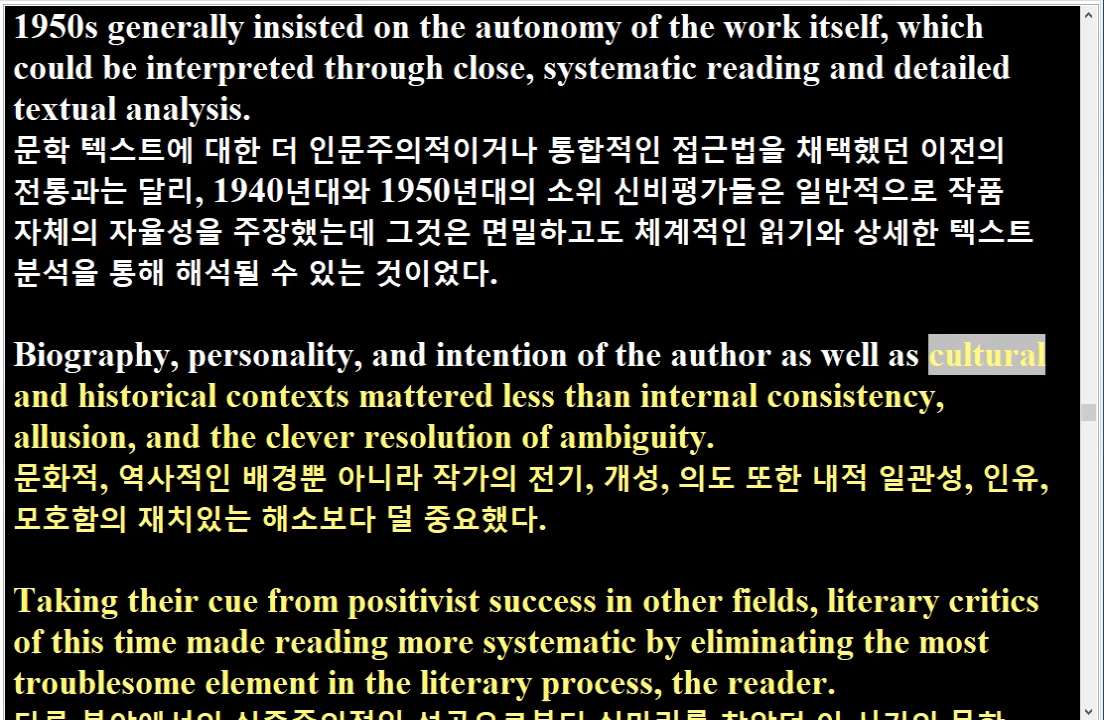 1950s generally insisted on the autonomy of the work itself, which
could be interpreted through close, systematic reading and detailed
textual analysis.
문학 텍스트에 대한 더 인문주의적이거나 통합적인 접근법을 채택했던 이전의
전통과는 달리, 1940년대와 1950년대의 소위 신비평가들은 일반적으로 작품
자체의 자율성을 주장했는데 그것은 면밀하고도 체계적인 읽기와 상세한 텍스트
분석을 통해 해석될 수 있는 것이었다.
Biography, personality, and intention of the author as well as cultural
and historical contexts mattered less than internal consistency,
allusion, and the clever resolution of ambiguity.
문화적, 역사적인 배경뿐 아니라 작가의 전기, 개성, 의도 또한 내적 일관성, 인유,
모호함의 재치있는 해소보다 덜 중요했다.
Taking their cue from positivist success in other fields, literary critics
of this time made reading more systematic by eliminating the most
troublesome element in the literary process, the reader.